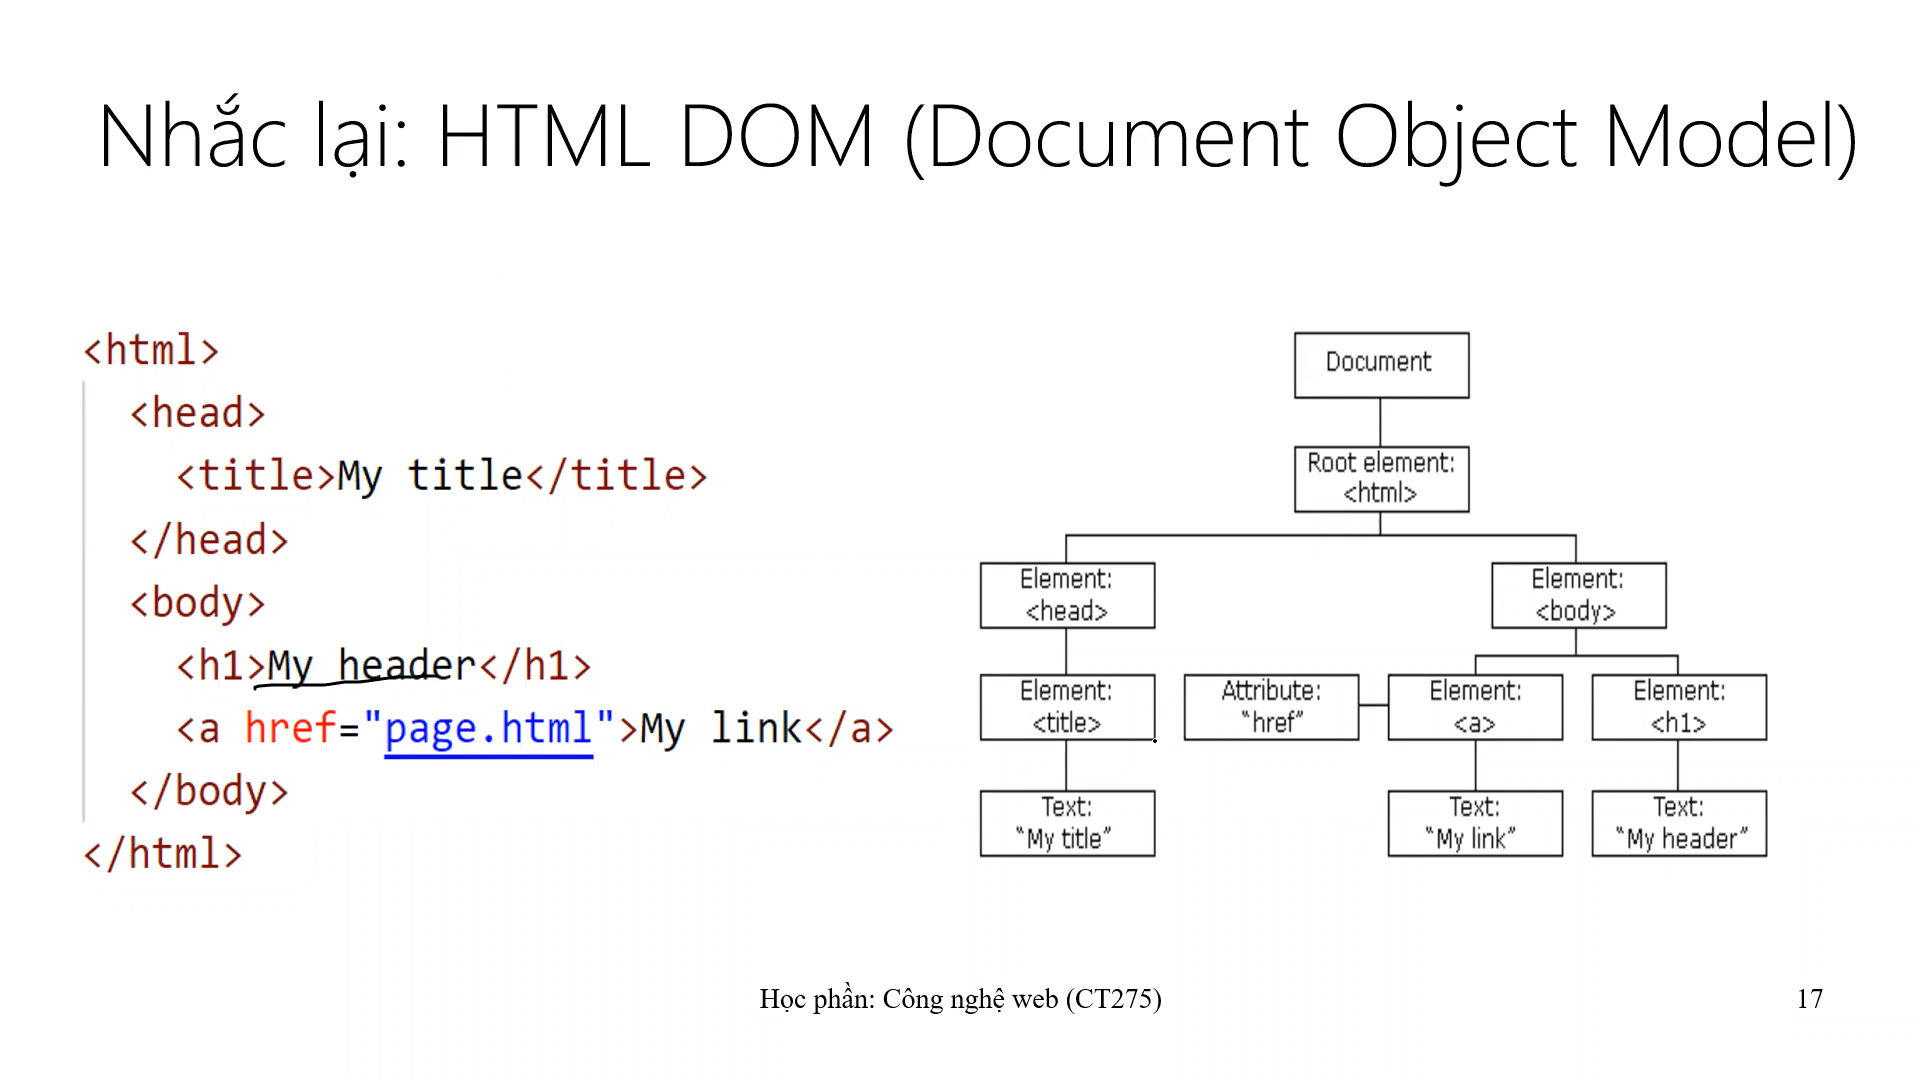 Nhắc lại: HTML DOM (Document Object Model)
<html>
<head>
<title>My title</title>
</head>
<body>
<h1>My header</h1>
<a href="page.html">My link</a>
</body>
</html>
Document
Root element:
<html>
Element:
<head>
Element:
<body>
Element:
<title>
Attribute:
“href”
Element:
<a>
Element:
<h1>
Text:
“My title”
Text:
“My link”
Text:
“My header”
Học phần: Công nghệ web (CT275)
17